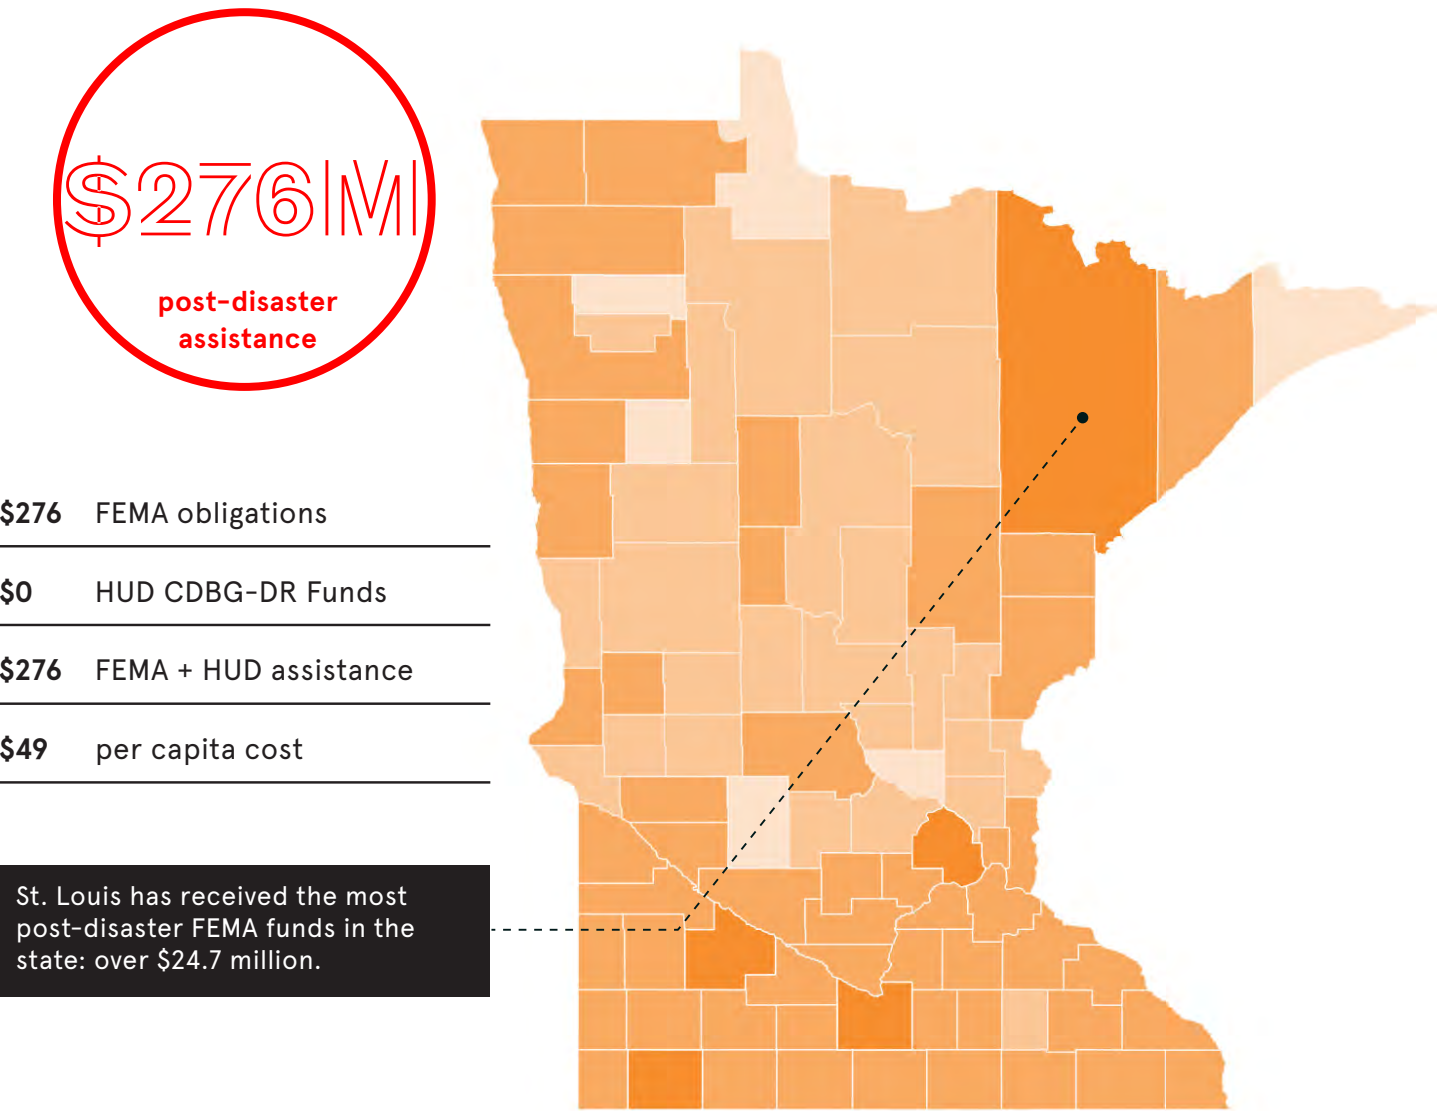 $276M
post-disaster
assistance
$276 FEMA obligations
$0 HUD CDBG-DR Funds
$276 FEMA + HUD assistance
$49 per capita cost
St. Louis has received the most
post-disaster FEMA funds in the
state: over $24.7 million.